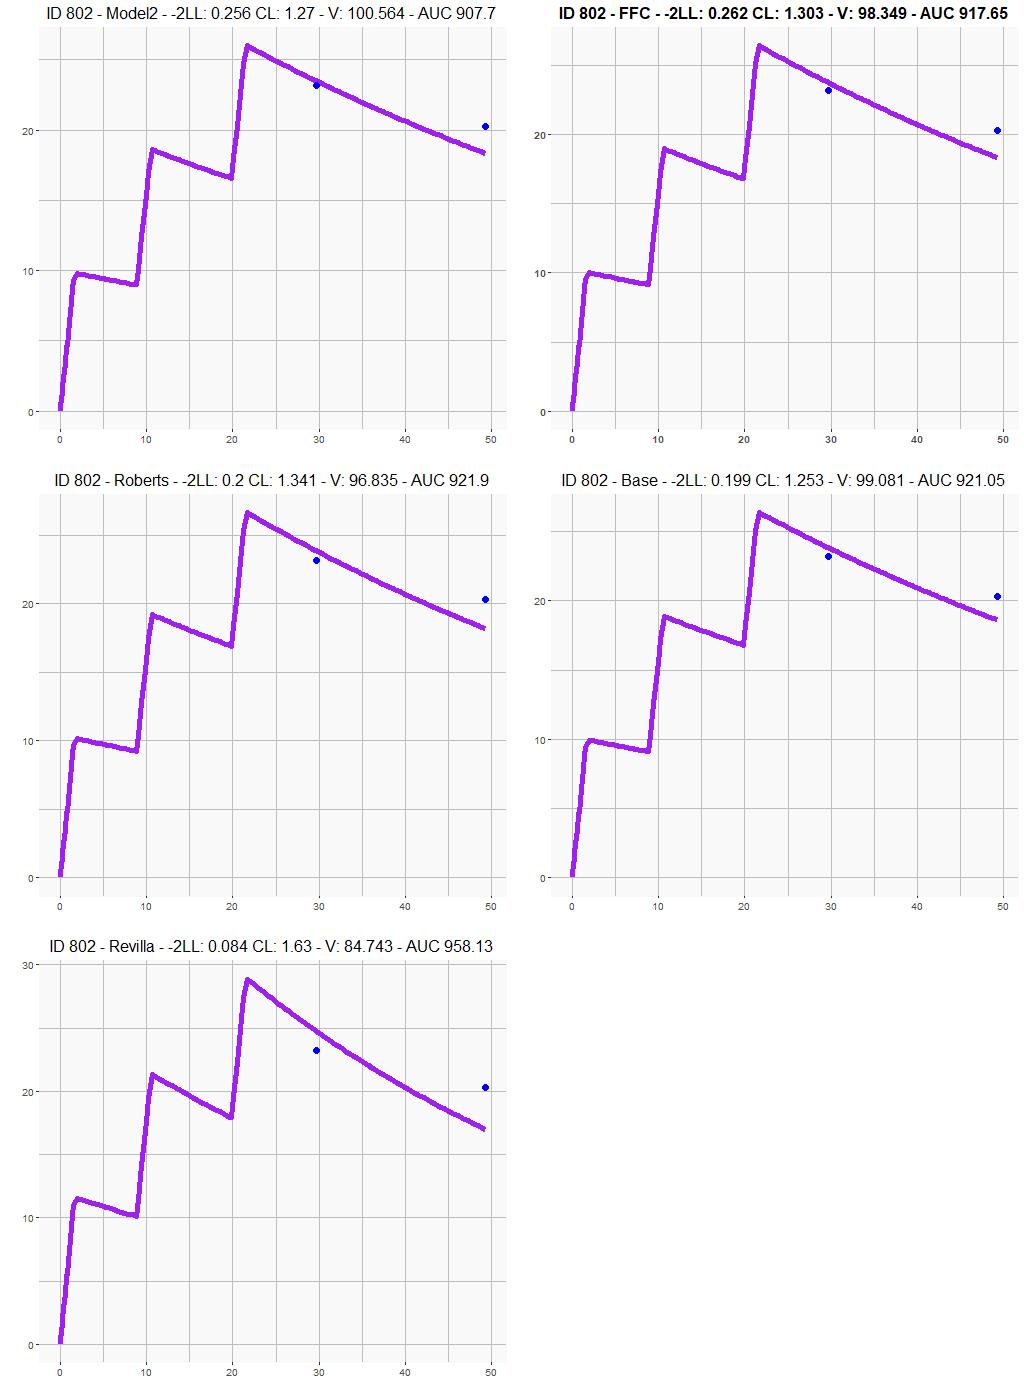 ID 802 - Model2 - -2LL: 0.256 CL: 1.27 - V: 100.564 - AUC 907.7
20
10
0
0 10 20 30 40 50
ID 802 - FFC - -2LL: 0.262 CL: 1.303 - V: 98.349 - AUC 917.65
20
10
0
0 10 20 30 40 50
ID 802 - Roberts - -2LL: 0.2 CL: 1.341 - V: 96.835 - AUC 921.9
20
10
0
0 10 20 30 40 50
ID 802 - Base - -2LL: 0.199 CL: 1.253 - V: 99.081 - AUC 921.05
20
10
0
0 10 20 30 40 50
ID 802 - Revilla - -2LL: 0.084 CL: 1.63 - V: 84.743 - AUC 958.13
30
20
10
0
0 10 20 30 40 50